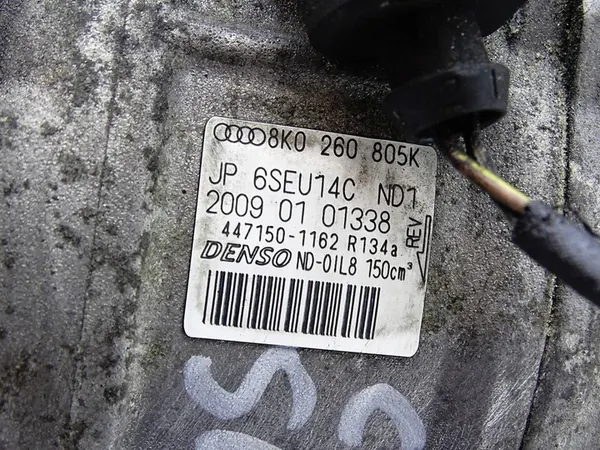 8K0 260 805K
JP 6SEU14C ND1
2009 01 01338
447150-1162 R134a
REV
DENSO ND-OIL8 150cm³